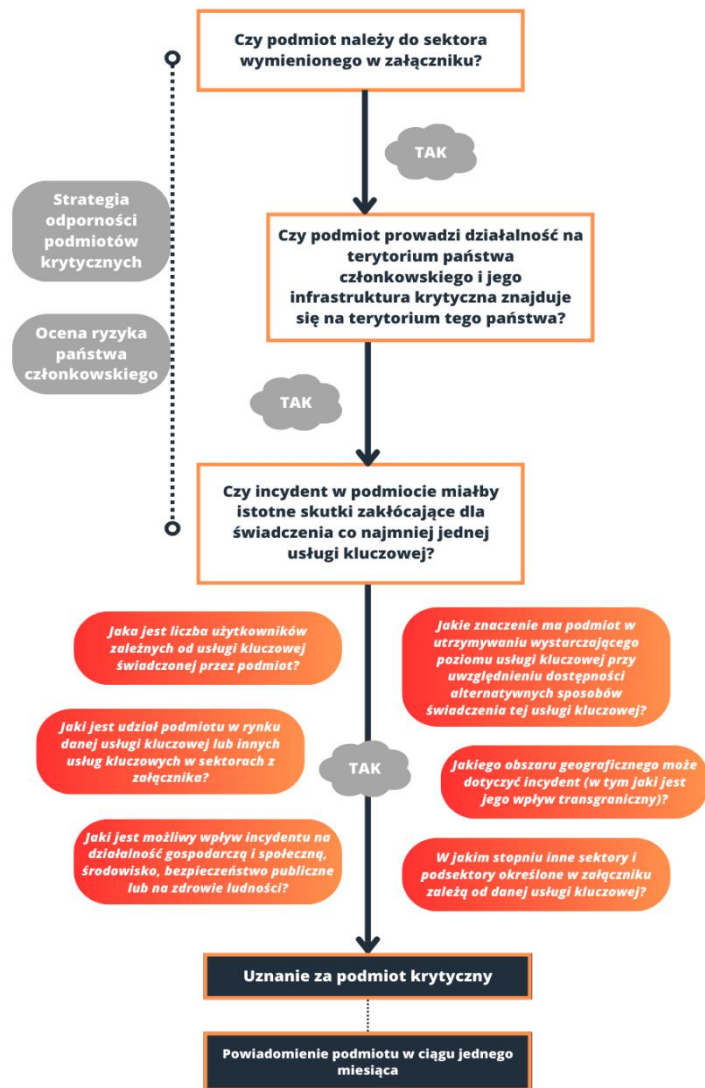 Czy podmiot należy do sektora
wymienionego w załączniku?
TAK
Strategia
odporności
podmiotów
krytycznych
Czy podmiot prowadzi działalność na
terytorium państwa
członkowskiego i jego
infrastruktura krytyczna znajduje
się na terytorium tego państwa?
Ocena ryzyka
państwa
członkowskiego
TAK
Czy incydent w podmiocie miałby
istotne skutki zakłócające dla
świadczenia co najmniej jednej
usługi kluczowej?
Jaka jest liczba użytkowników
zależnych od usługi kluczowej
świadczonej przez podmiot?
Jakie znaczenie ma podmiot w
utrzymywaniu wystarczającego
poziomu usługi kluczowej przy
uwzględnieniu dostępności
alternatywnych sposobów
świadczenia tej usługi kluczowej?
Jaki jest udział podmiotu w rynku
danej usługi kluczowej lub innych
usług kluczowych w sektorach z
załącznika?
TAK
Jakiego obszaru geograficznego może
dotyczyć incydent (w tym jaki jest
jego wpływ transgraniczny)?
Jaki jest możliwy wpływ incydentu na
działalność gospodarczą i społeczną,
środowisko, bezpieczeństwo publiczne
lub na zdrowie ludności?
W jakim stopniu inne sektory i
podsektory określone w załączniku
zależą od danej usługi kluczowej?
Uznanie za podmiot krytyczny
Powiadomienie podmiotu w ciągu jednego
miesiąca